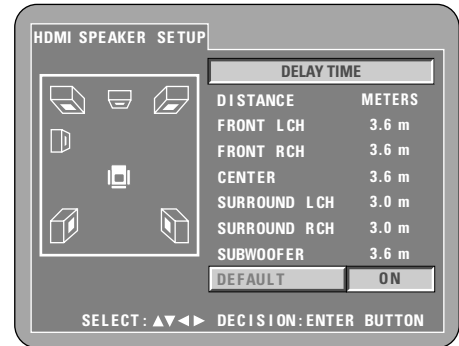 HDMI SPEAKER SETUP
DELAY TIME
DISTANCE METERS
FRONT LCH 3.6 m
FRONT RCH 3.6 m
CENTER 3.6 m
SURROUND LCH 3.0 m
SURROUND RCH 3.0 m
SUBWOOFER 3.6 m
DEFAULT ON
SELECT:▲▼◄► DECISION:ENTER BUTTON